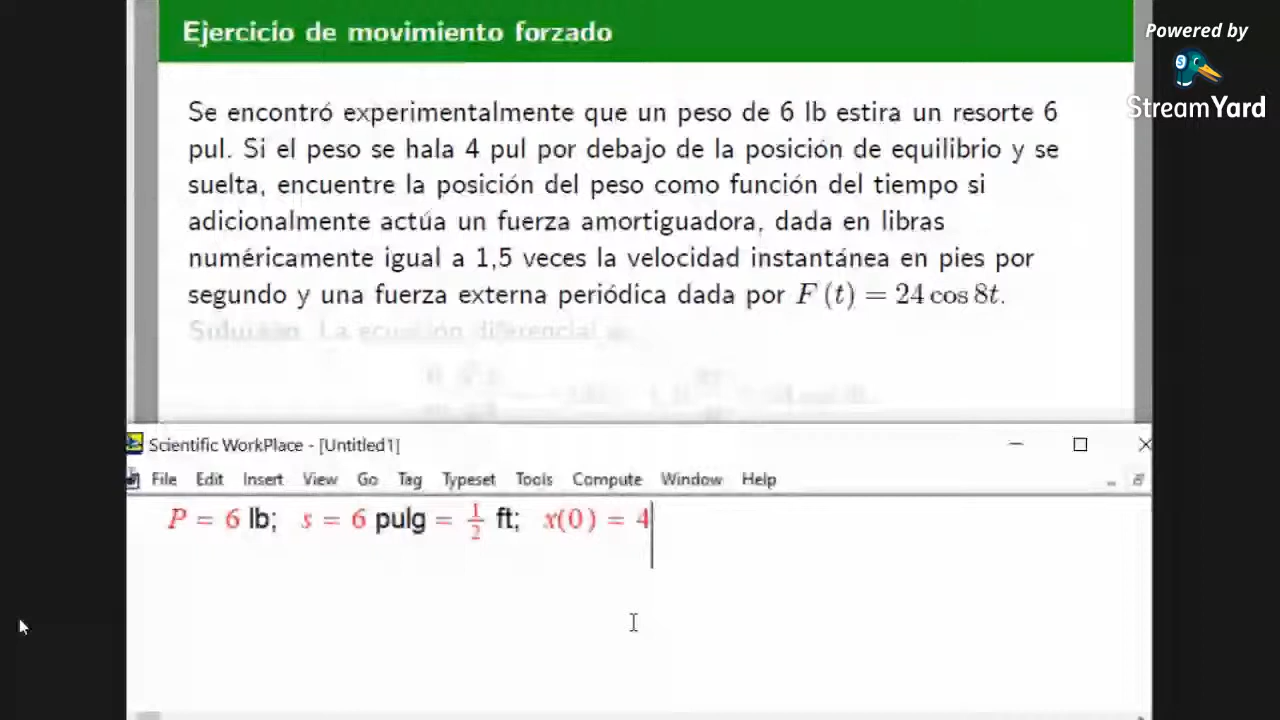 Ejercicio de movimiento forzado
Powered by
StreamYard
Se encontró experimentalmente que un peso de 6 lb estira un resorte 6
pul. Si el peso se hala 4 pul por debajo de la posición de equilibrio y se
suelta, encuentre la posición del peso como función del tiempo si
adicionalmente actúa un fuerza amortiguadora, dada en libras
numéricamente igual a 1,5 veces la velocidad instantánea en pies por
segundo y una fuerza externa periódica dada por F (t) = 24 cos 8t.
La ecuación diferencial
Scientific WorkPlace - [Untitled1]
File Edit Insert View Go Tag Typeset Tools Compute Window Help
P = 6 lb; s = 6 pulg = 1/2 ft; x(0) = 4